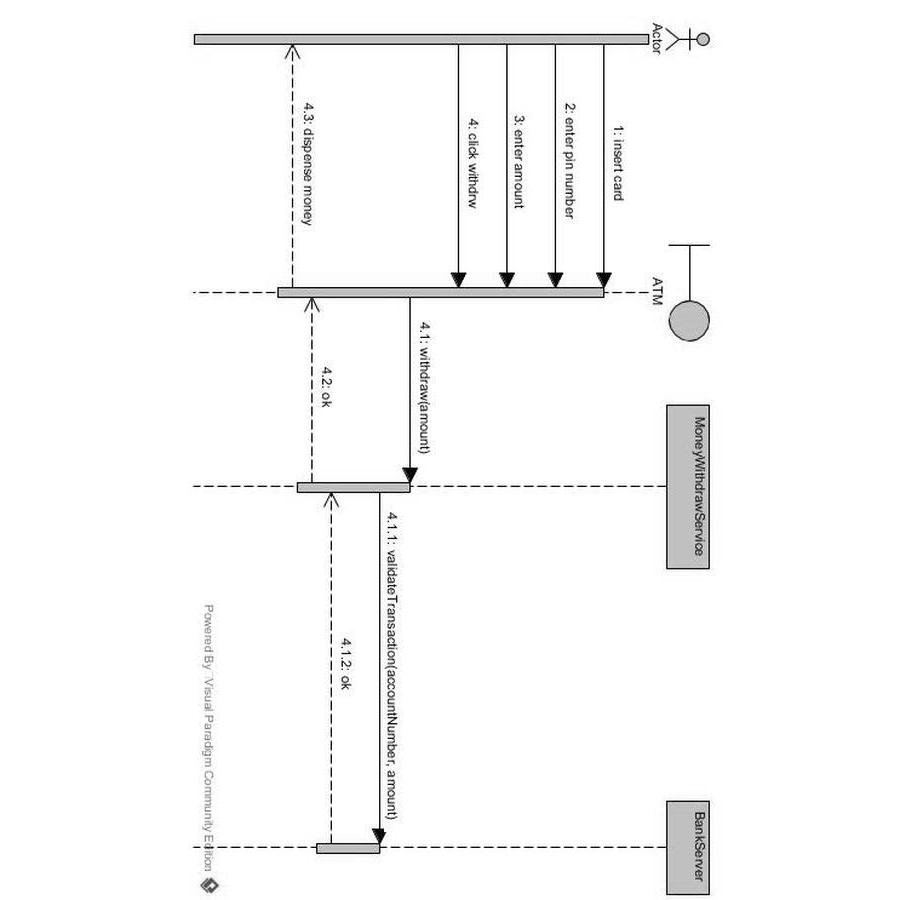 Actor
ATM
MoneyWithdrawService
BankServer
1: insert card
2: enter pin number
3: enter amount
4: click withdrw
4.1: withdraw(amount)
4.1.1: validateTransaction(accountNumber, amount)
4.1.2: ok
4.2: ok
4.3: dispense money
Powered By Visual Paradigm Community Edition